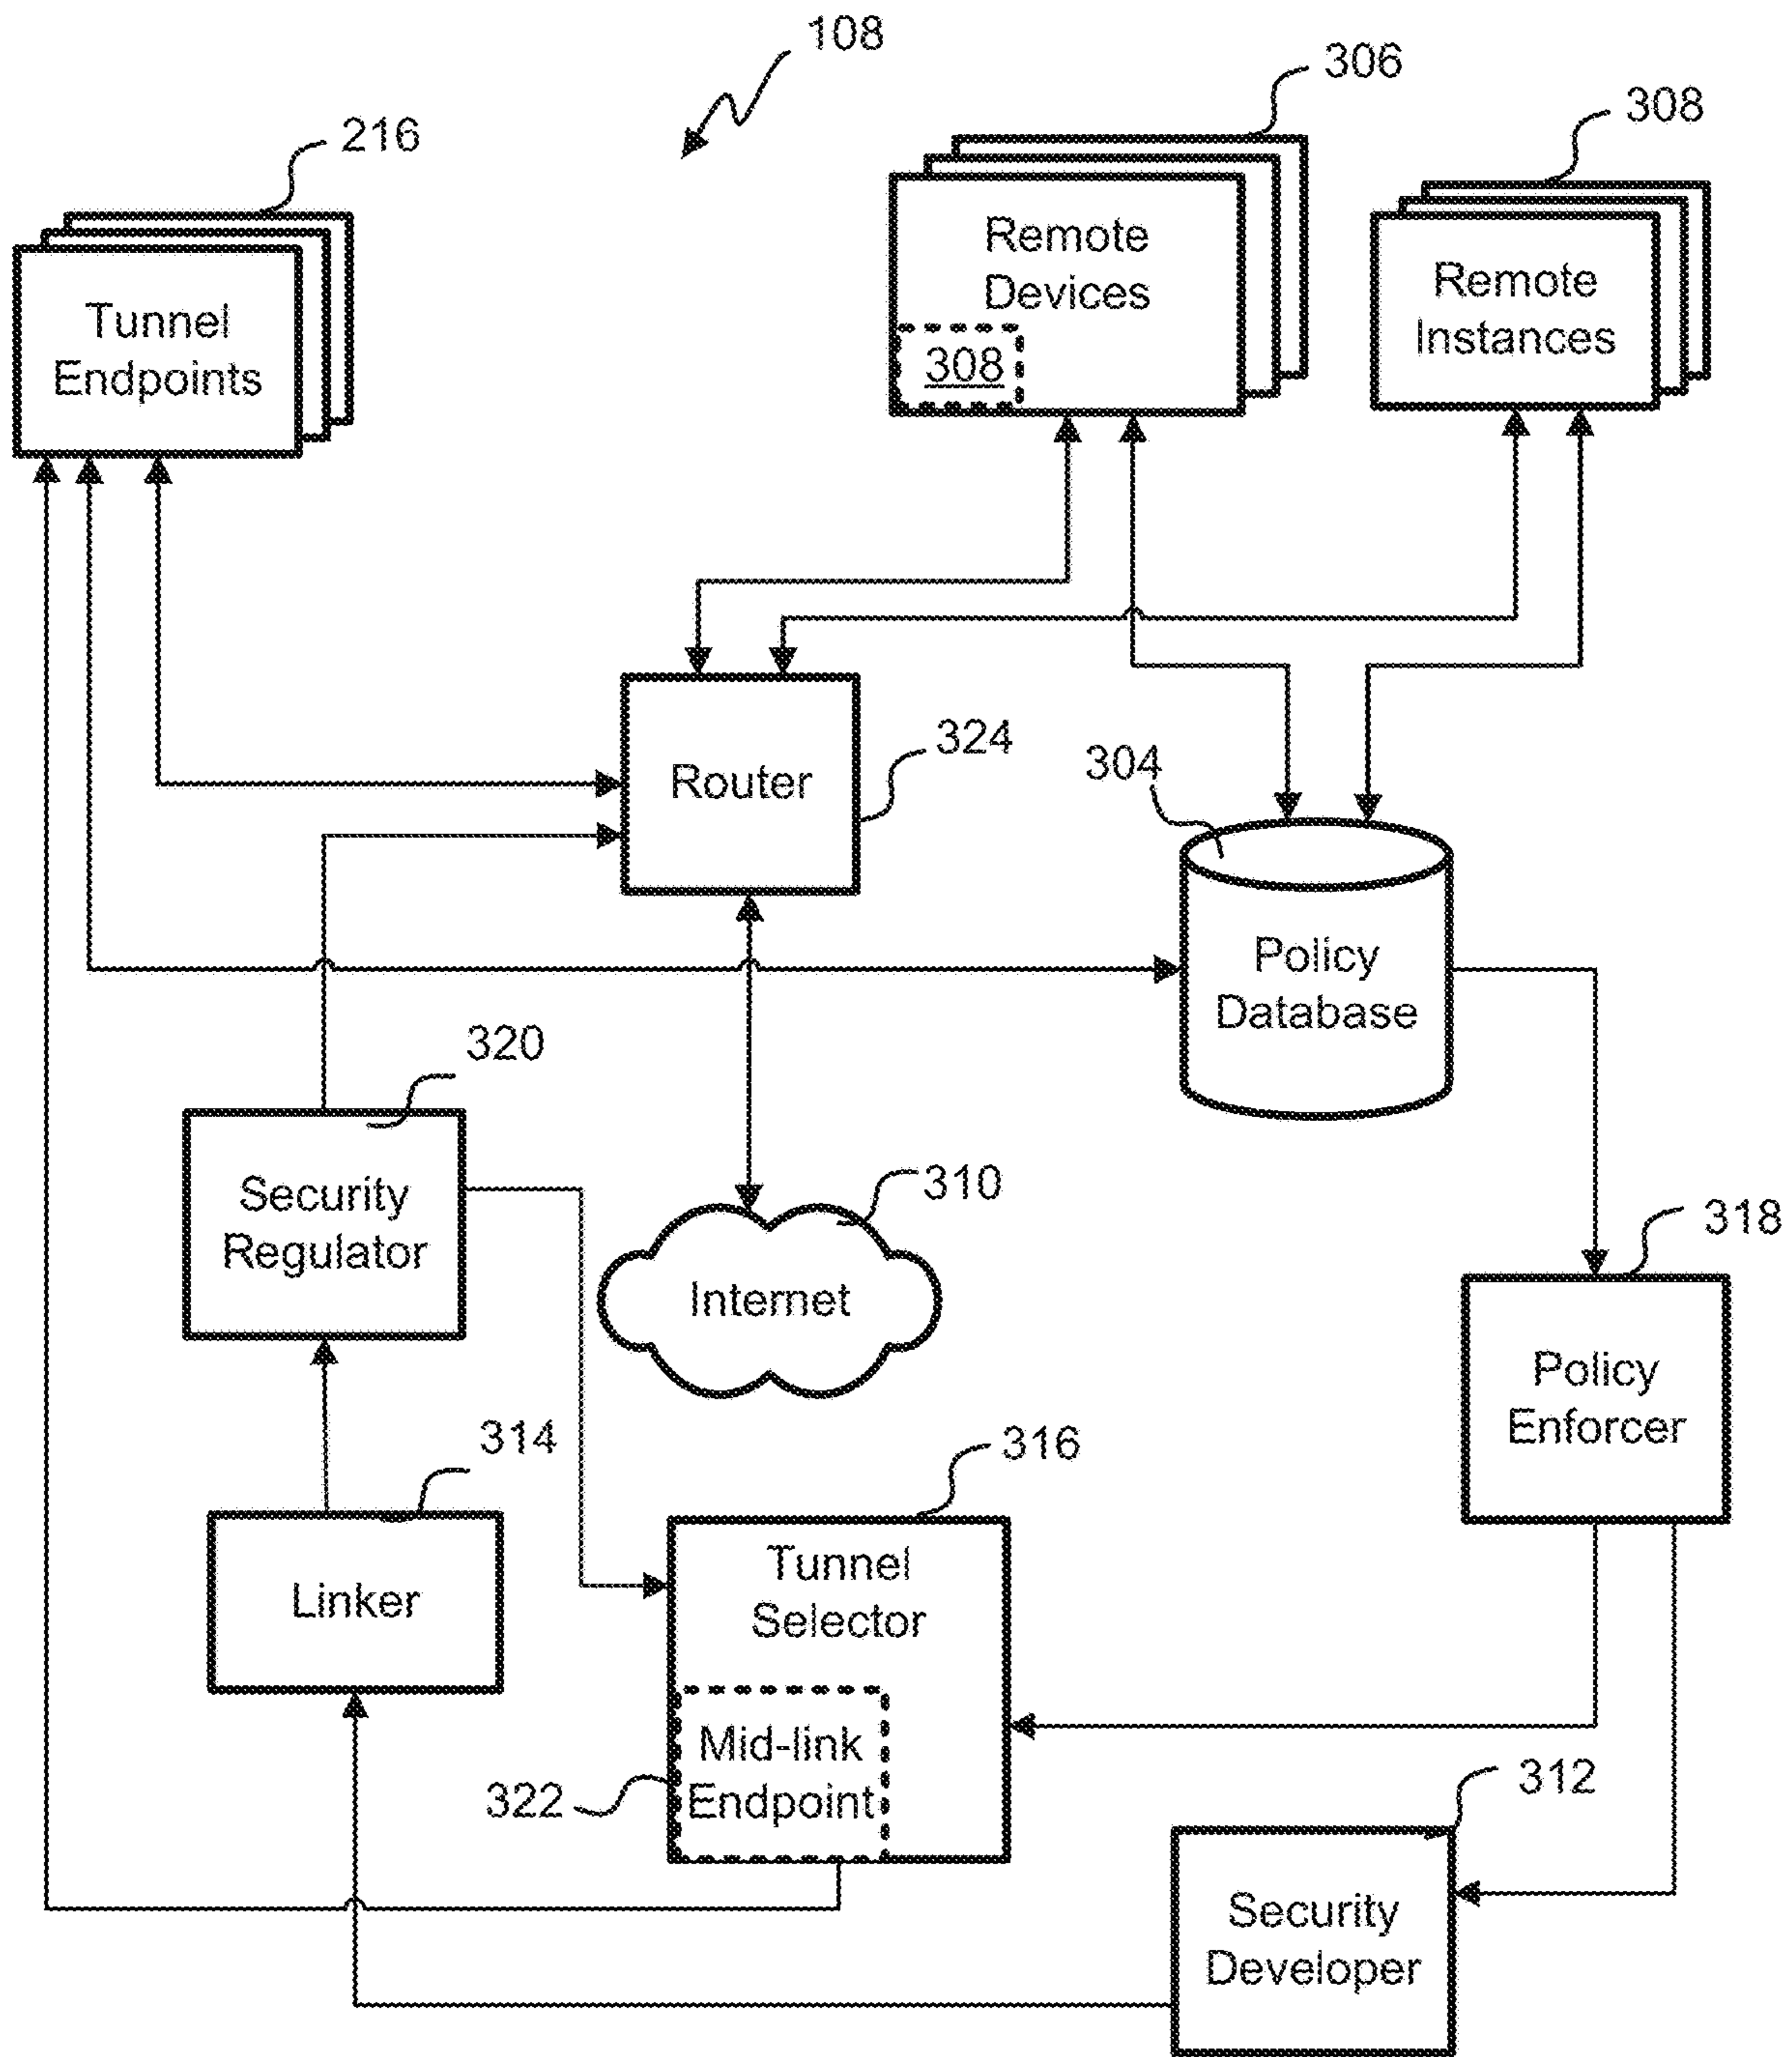 108
306
308
216
Remote
Devices
308
Remote
Instances
Tunnel
Endpoints
324
Router
304
Policy
Database
320
Security
Regulator
310
Internet
318
Policy
Enforcer
314
Linker
316
Tunnel
Selector
Mid-link
Endpoint
322
312
Security
Developer